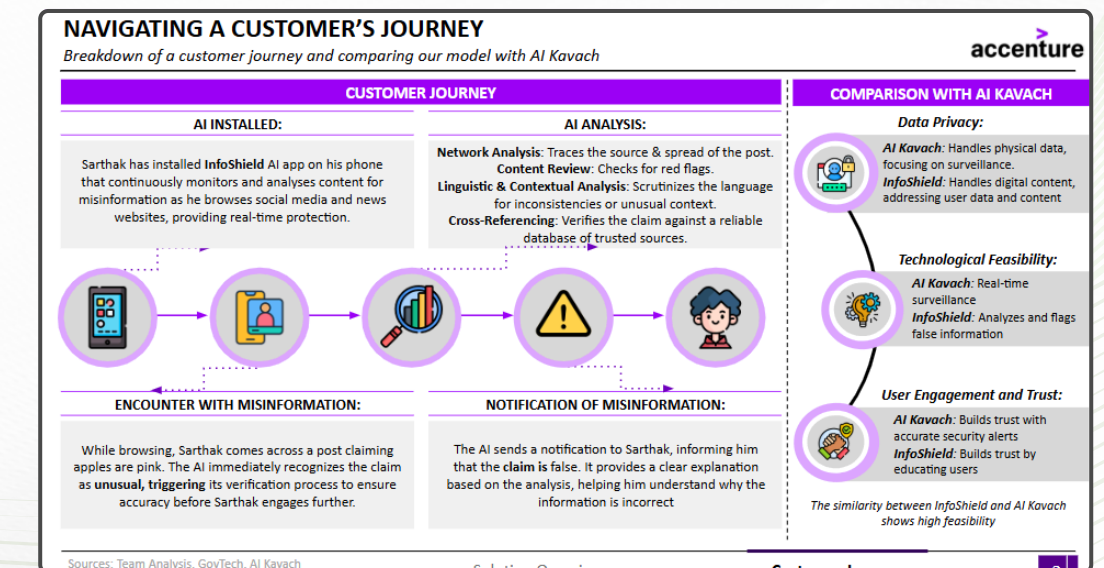 NAVIGATING A CUSTOMER'S JOURNEY
Breakdown of a customer journey and comparing our model with AI Kavach
accenture
CUSTOMER JOURNEY
AI INSTALLED:
Sarthak has installed InfoShield AI app on his phone
that continuously monitors and analyses content for
misinformation as he browses social media and news
websites, providing real-time protection.
AI ANALYSIS:
Network Analysis: Traces the source & spread of the post.
Content Review: Checks for red flags.
Linguistic & Contextual Analysis: Scrutinizes the language
for inconsistencies or unusual context.
Cross-Referencing: Verifies the claim against a reliable
database of trusted sources.
ENCOUNTER WITH MISINFORMATION:
While browsing, Sarthak comes across a post claiming
apples are pink. The AI immediately recognizes the claim
as unusual, triggering its verification process to ensure
accuracy before Sarthak engages further.
NOTIFICATION OF MISINFORMATION:
The AI sends a notification to Sarthak, informing him
that the claim is false. It provides a clear explanation
based on the analysis, helping him understand why the
information is incorrect
COMPARISON WITH AI KAVACH
Data Privacy:
AI Kavach: Handles physical data,
focusing on surveillance.
InfoShield: Handles digital content,
addressing user data and content
Technological Feasibility:
AI Kavach: Real-time
surveillance
InfoShield: Analyzes and flags
false information
User Engagement and Trust:
AI Kavach: Builds trust with
accurate security alerts
InfoShield: Builds trust by
educating users
The similarity between InfoShield and AI Kavach
shows high feasibility
Sources: Team Analysis, GovTech, AI Kavach